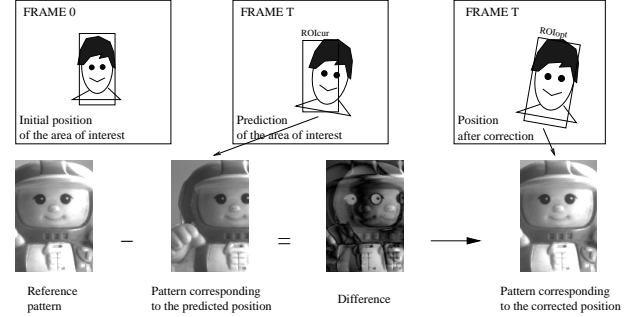 FRAME 0
Initial position
of the area of interest
FRAME T
ROIcur
Prediction
of the area of interest
FRAME T
ROIopt
Position
after correction
–
=
Reference
pattern
Pattern corresponding
to the predicted position
Difference
Pattern corresponding
to the corrected position